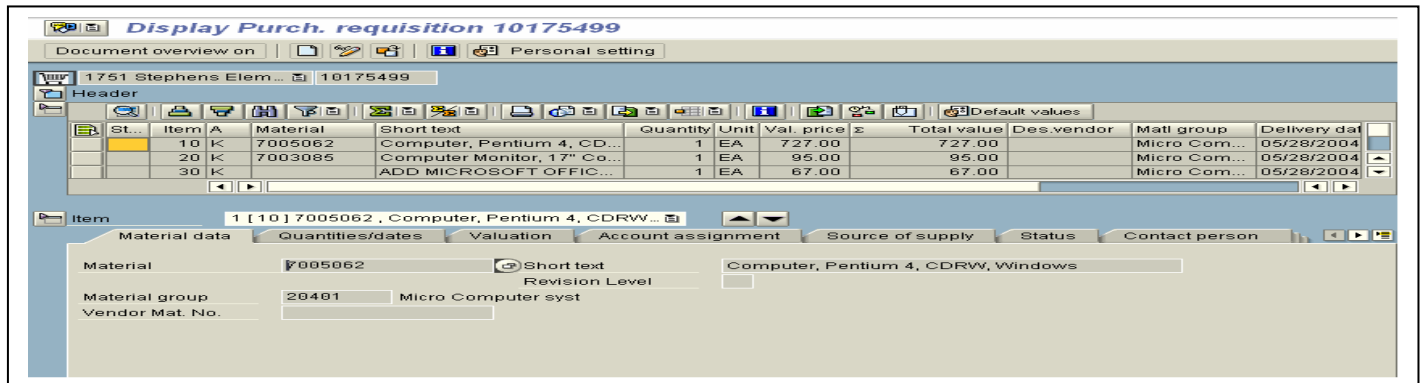 Display Purch. requisition 10175499
Document overview on Personal setting
1751 Stephens Elem... 10175499
Header
Default values
St... Item A Material Short text Quantity Unit Val. price Σ Total value Des.vendor Matl group Delivery dat
10 K 7005062 Computer, Pentium 4, CD... 1 EA 727.00 727.00 Micro Com... 05/28/2004
20 K 7003085 Computer Monitor, 17" Co... 1 EA 95.00 95.00 Micro Com... 05/28/2004
30 K ADD MICROSOFT OFFIC... 1 EA 67.00 67.00 Micro Com... 05/28/2004
Item 1 [ 10 ] 7005062 , Computer, Pentium 4, CDRW...
Material data Quantities/dates Valuation Account assignment Source of supply Status Contact person
Material 7005062 Short text Computer, Pentium 4, CDRW, Windows
Revision Level
Material group 20401 Micro Computer syst
Vendor Mat. No.